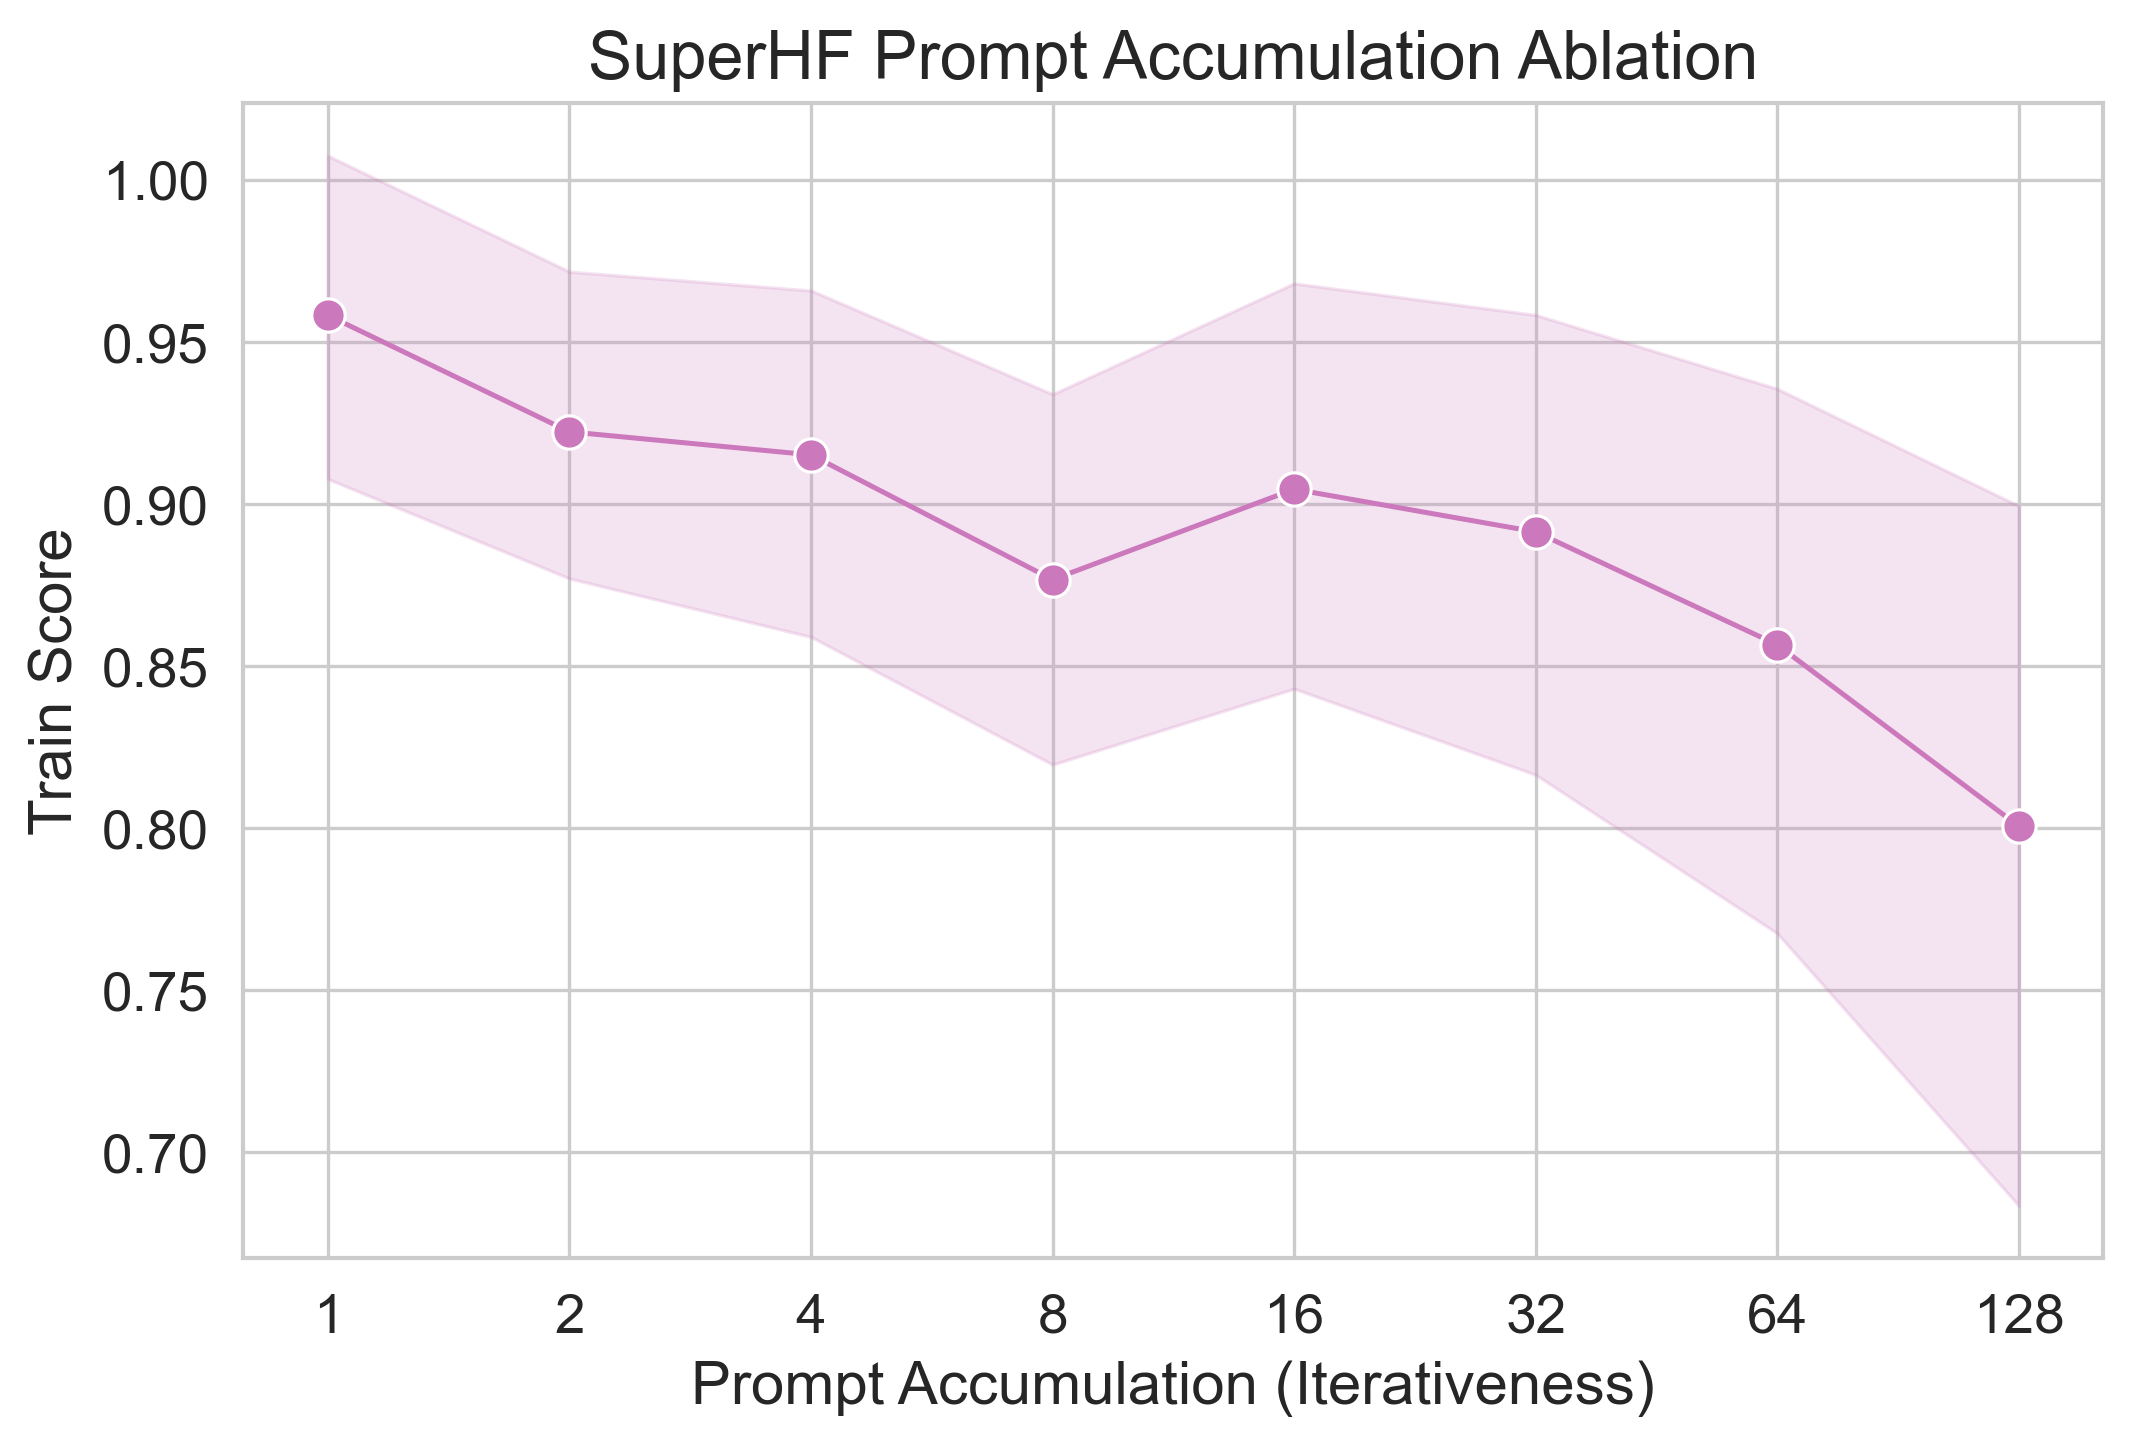 SuperHF Prompt Accumulation Ablation
Train Score
1.00
0.95
0.90
0.85
0.80
0.75
0.70
1 2 4 8 16 32 64 128
Prompt Accumulation (Iterativeness)